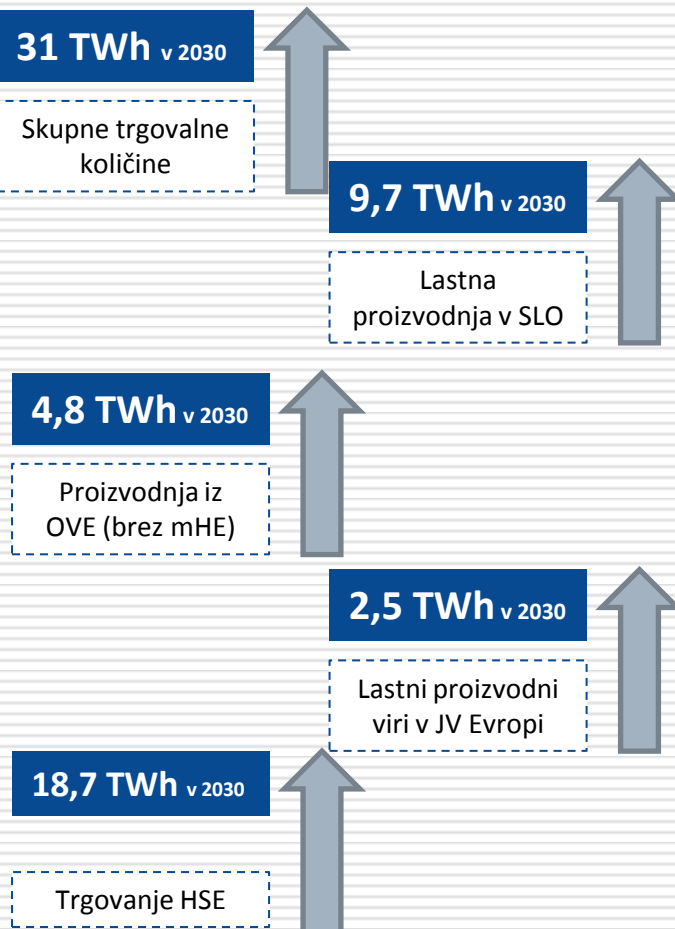 31 TWh v 2030
Skupne trgovalne
količine
9,7 TWh v 2030
Lastna
proizvodnja v SLO
4,8 TWh v 2030
Proizvodnja iz
OVE (brez mHE)
2,5 TWh v 2030
Lastni proizvodni
viri v JV Evropi
18,7 TWh v 2030
Trgovanje HSE